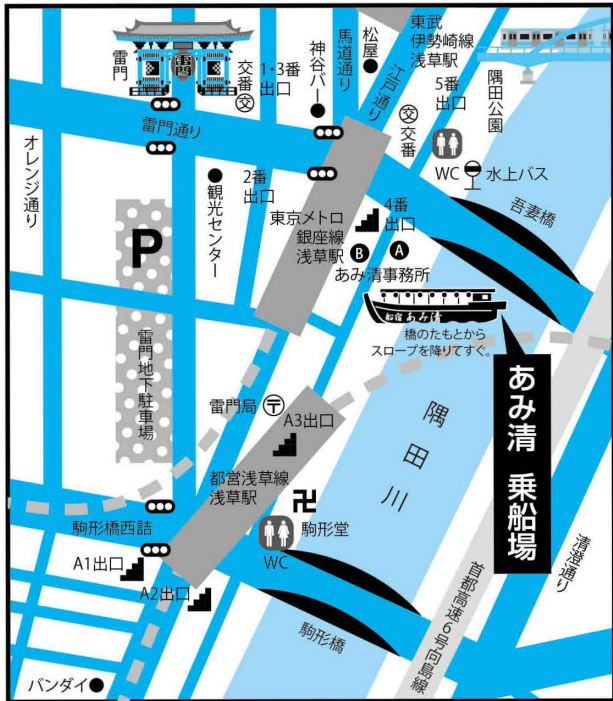 雷門
雷門
交番
交
1・3番
出口
神谷バー
馬道通り
松屋
江戸通り
東武
伊勢崎線
浅草駅
5番
出口
隅田公園
交
交番
WC
水上バス
雷門通り
オレンジ通り
観光センター
2番
出口
吾妻橋
東京メトロ
銀座線
浅草駅
4番
出口
B
A
あみ清事務所
P
雷門地下駐車場
船宿 あみ清
橋のたもとから
スロープを降りてすぐ。
あみ清 乗船場
雷門局
〒
A3出口
隅田川
都営浅草線
浅草駅
卍
駒形堂
WC
駒形橋西詰
A1出口
A2出口
駒形橋
首都高速6号向島線
清澄通り
バンダイ